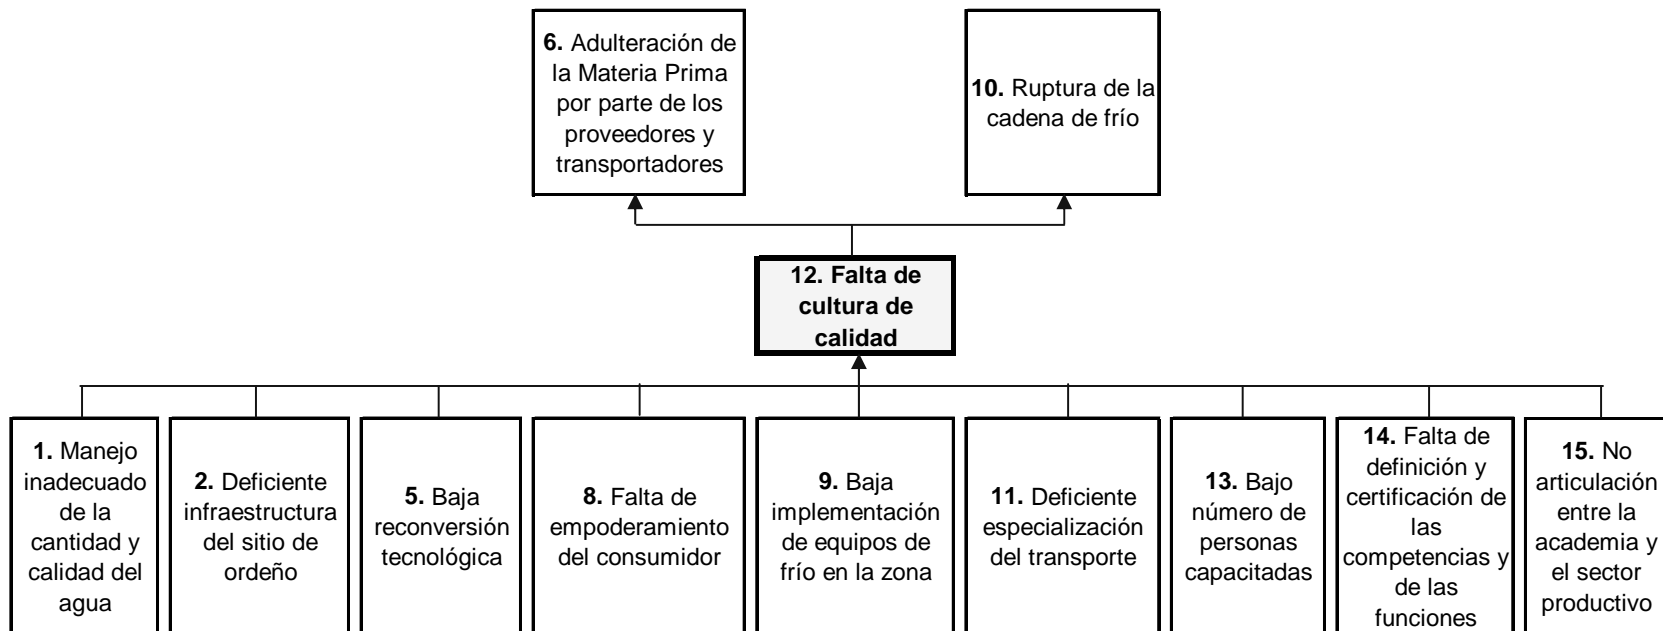 6. Adulteración de
la Materia Prima
por parte de los
proveedores y
transportadores
10. Ruptura de la
cadena de frío
12. Falta de
cultura de
calidad
1. Manejo
inadecuado
de la
cantidad y
calidad del
agua
2. Deficiente
infraestructura
del sitio de
ordeño
5. Baja
reconversión
tecnológica
8. Falta de
empoderamiento
del consumidor
9. Baja
implementación
de equipos de
frío en la zona
11. Deficiente
especialización
del transporte
13. Bajo
número de
personas
capacitadas
14. Falta de
definición y
certificación de
las
competencias y
de las
funciones
15. No
articulación
entre la
academia y
el sector
productivo